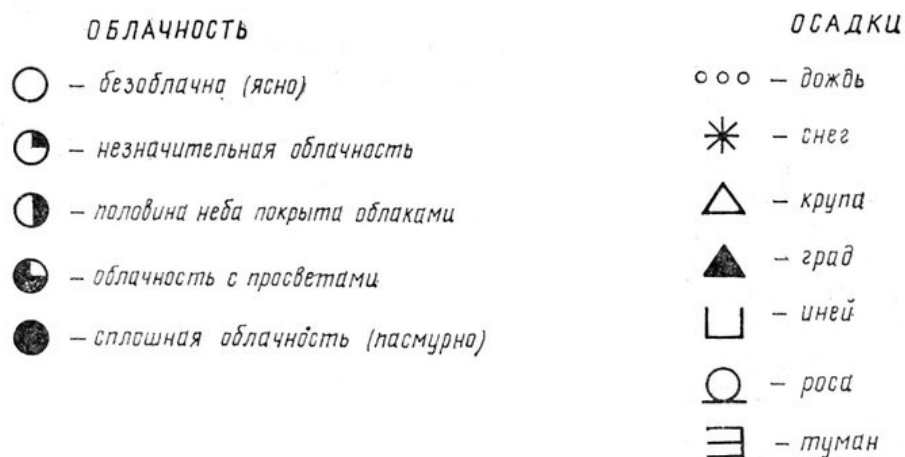 ОБЛАЧНОСТЬ
– безоблачно (ясно)
– незначительная облачность
– половина неба покрыта облаками
– облачность с просветами
– сплошная облачность (пасмурно)
ОСАДКИ
– дождь
– снег
– крупа
– град
– иней
– роса
– туман